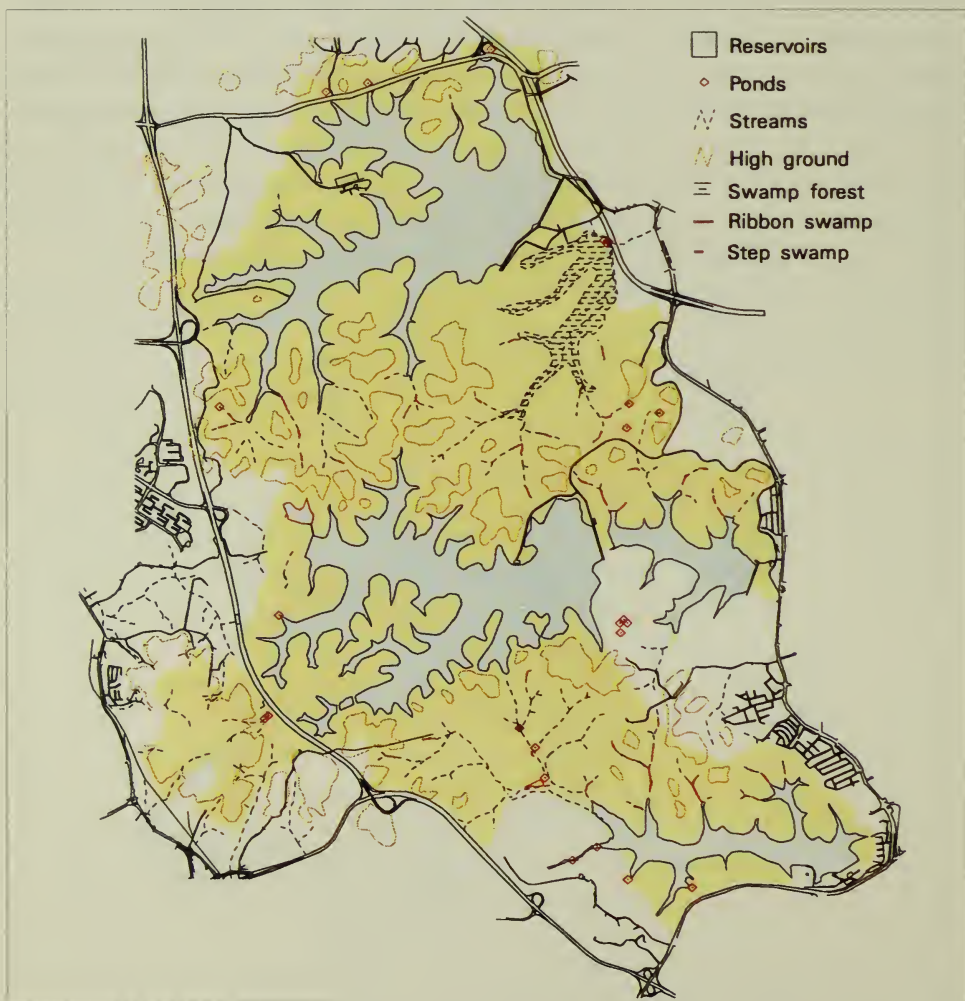 Reservoirs
Ponds
Streams
High ground
Swamp forest
Ribbon swamp
Step swamp